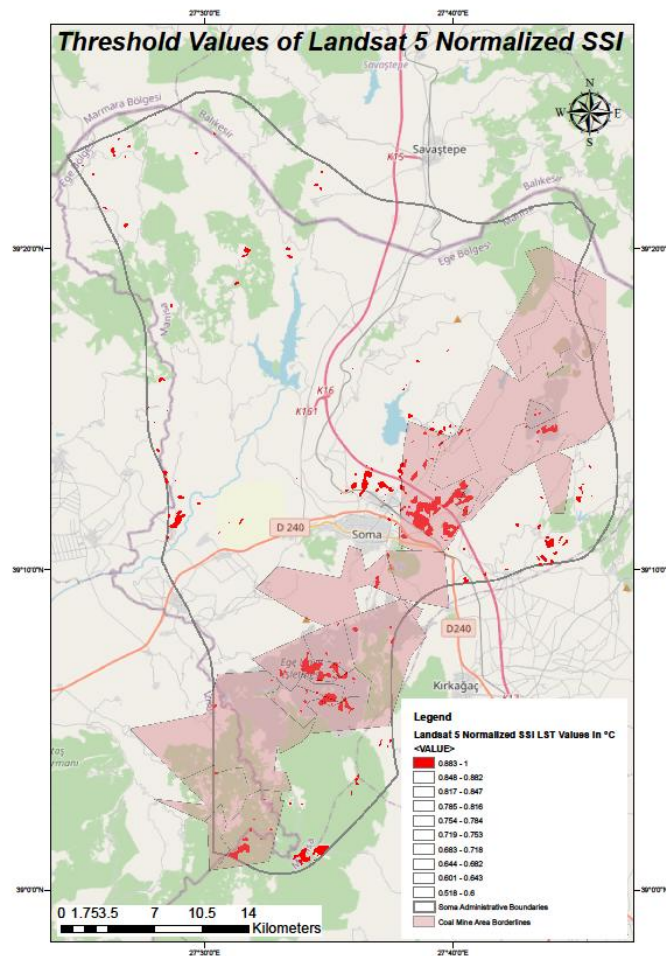 27°30'0"E 27°40'0"E
Threshold Values of Landsat 5 Normalized SSI
Savaştepe
Marmara Bölgesi
Balıkesir
Ege Bölgesi
N
W E
S
K15
Savaştepe
Balıkesir
Manisa
Ege Bölgesi
39°20'0"N 39°20'0"N
Manisa
K16
K161
D 240
Soma
39°10'0"N 39°10'0"N
D240
Kırkağaç
Legend
Landsat 5 Normalized SSI LST Values in °C
<VALUE>
0.883 - 1
0.848 - 0.882
0.817 - 0.847
0.785 - 0.816
0.754 - 0.784
0.719 - 0.753
0.683 - 0.718
0.644 - 0.682
0.601 - 0.643
0.518 - 0.6
Soma Administrative Boundaries
Coal Mine Area Borderlines
39°0'0"N 39°0'0"N
0 1.753.5 7 10.5 14
Kilometers
27°30'0"E 27°40'0"E